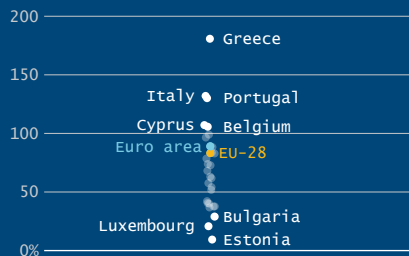 200
Greece
150
Italy Portugal
Cyprus Belgium
100
Euro area EU-28
50
Bulgaria
Luxembourg
Estonia
0%